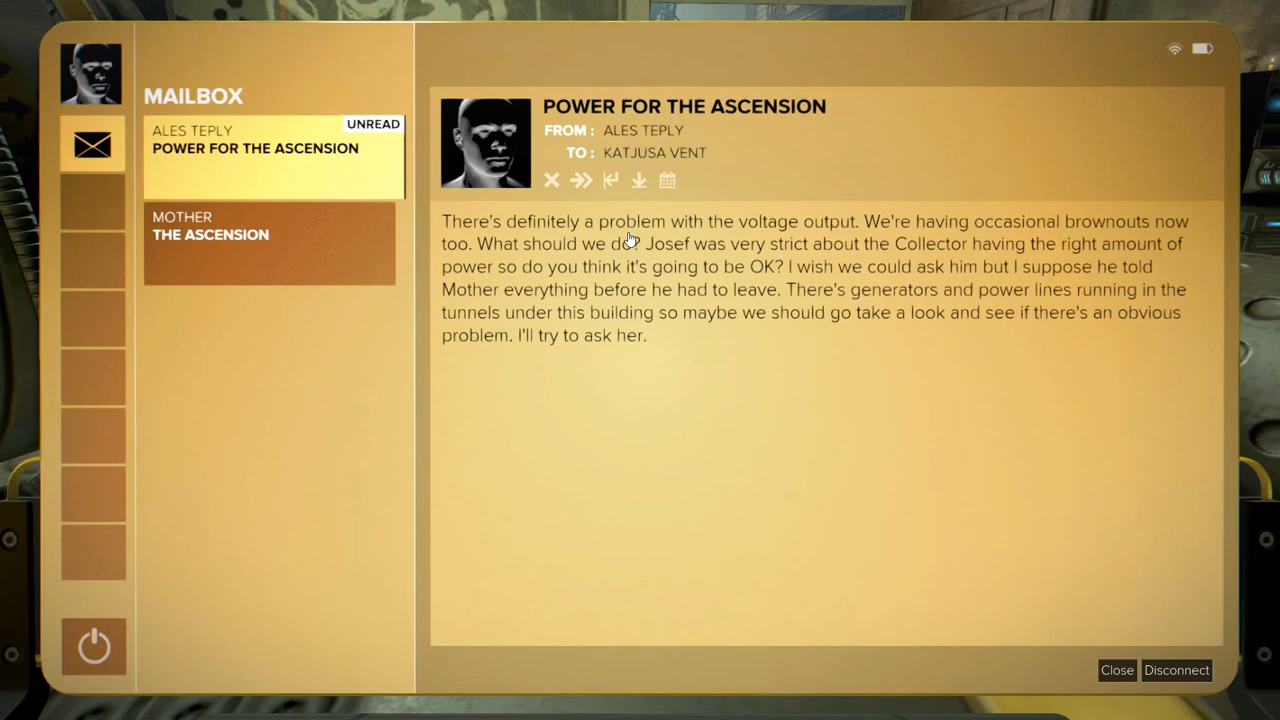 MAILBOX
ALES TEPLY
UNREAD
POWER FOR THE ASCENSION
MOTHER
THE ASCENSION
POWER FOR THE ASCENSION
FROM : ALES TEPLY
TO : KATJUSA VENT
There's definitely a problem with the voltage output. We're having occasional brownouts now
too. What should we do? Josef was very strict about the Collector having the right amount of
power so do you think it's going to be OK? I wish we could ask him but I suppose he told
Mother everything before he had to leave. There's generators and power lines running in the
tunnels under this building so maybe we should go take a look and see if there's an obvious
problem. I'll try to ask her.
Close
Disconnect